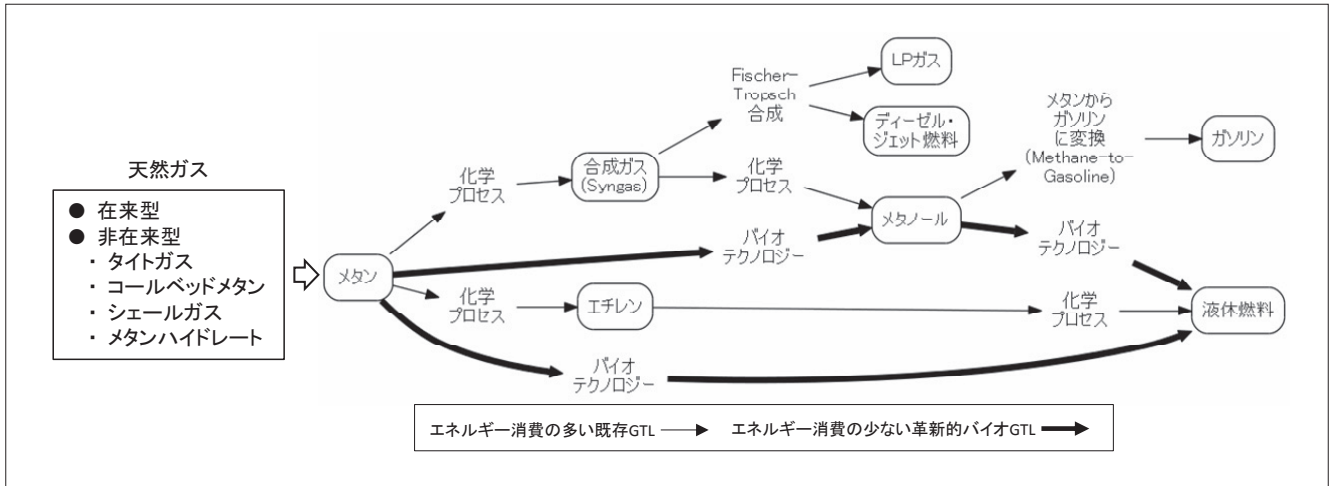 天然ガス
● 在来型
● 非在来型
・ タイトガス
・ コールベッドメタン
・ シェールガス
・ メタンハイドレート
メタン
化学
プロセス
合成ガス
(Syngas)
Fischer-
Tropsch
合成
LPガス
ディーゼル・
ジェット燃料
化学
プロセス
メタノール
メタンから
ガソリン
に変換
(Methane-to-
Gasoline)
ガソリン
バイオ
テクノロジー
バイオ
テクノロジー
化学
プロセス
エチレン
化学
プロセス
液体燃料
バイオ
テクノロジー
エネルギー消費の多い既存GTL
エネルギー消費の少ない革新的バイオGTL